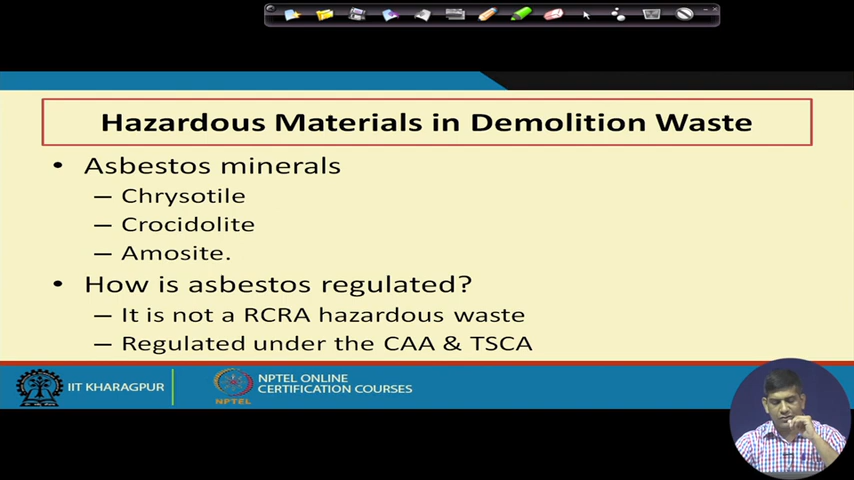 Hazardous Materials in Demolition Waste
• Asbestos minerals
– Chrysotile
– Crocidolite
– Amosite.
• How is asbestos regulated?
– It is not a RCRA hazardous waste
– Regulated under the CAA & TSCA
IIT KHARAGPUR
NPTEL
NPTEL ONLINE
CERTIFICATION COURSES